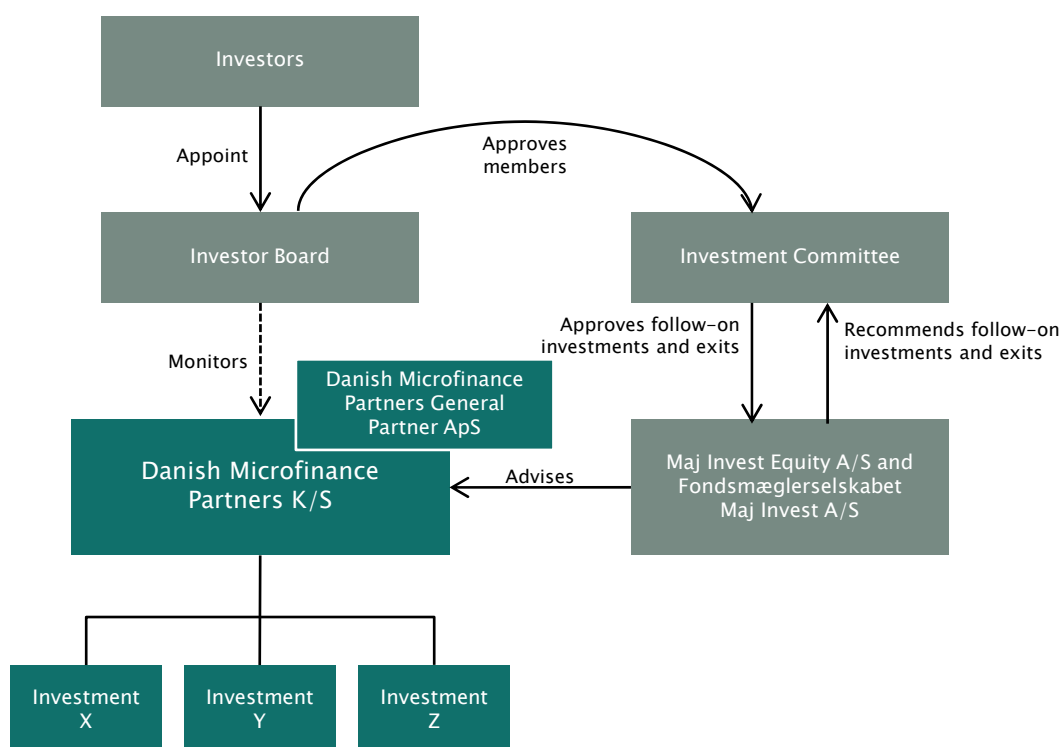 Investors
Appoint
Approves
members
Investor Board
Investment Committee
Monitors
Approves follow-on
investments and exits
Recommends follow-on
investments and exits
Danish Microfinance
Partners General
Partner ApS
Danish Microfinance
Partners K/S
Advises
Maj Invest Equity A/S and
Fondsmæglerselskabet
Maj Invest A/S
Investment
X
Investment
Y
Investment
Z